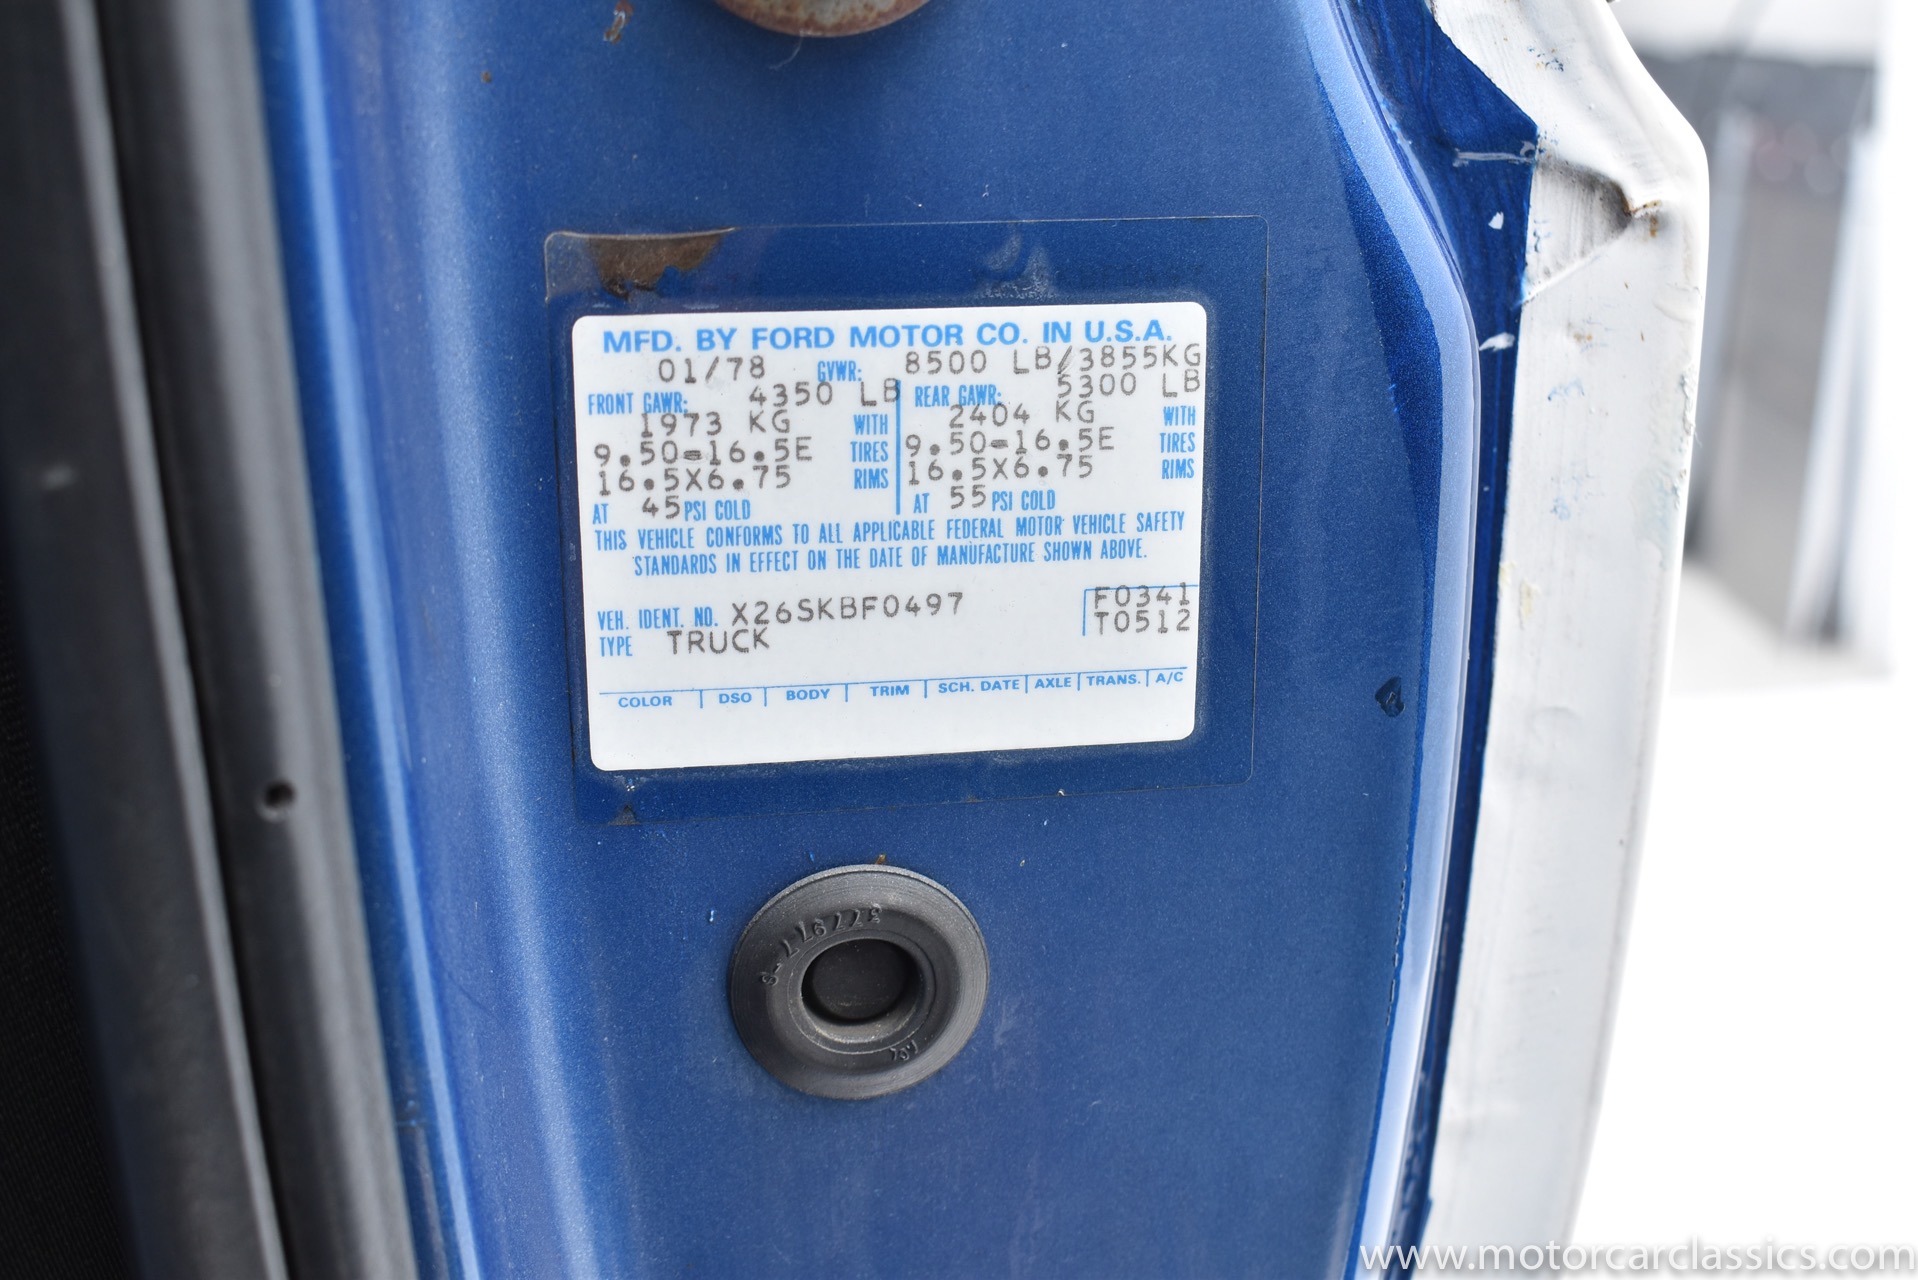 MFD. BY FORD MOTOR CO. IN U.S.A.
01/78 GVWR: 8500 LB/3855KG
FRONT GAWR: 4350 LB REAR GAWR: 5300 LB
1973 KG WITH 2404 KG WITH
9.50-16.5E TIRES 9.50-16.5E TIRES
16.5X6.75 RIMS 16.5X6.75 RIMS
AT 45 PSI COLD AT 55 PSI COLD
THIS VEHICLE CONFORMS TO ALL APPLICABLE FEDERAL MOTOR VEHICLE SAFETY
STANDARDS IN EFFECT ON THE DATE OF MANUFACTURE SHOWN ABOVE.
VEH. IDENT. NO. X26SKBF0497 F0341
TYPE TRUCK T0512
COLOR DSO BODY TRIM SCH. DATE AXLE TRANS. A/C
www.motorcarclassics.com